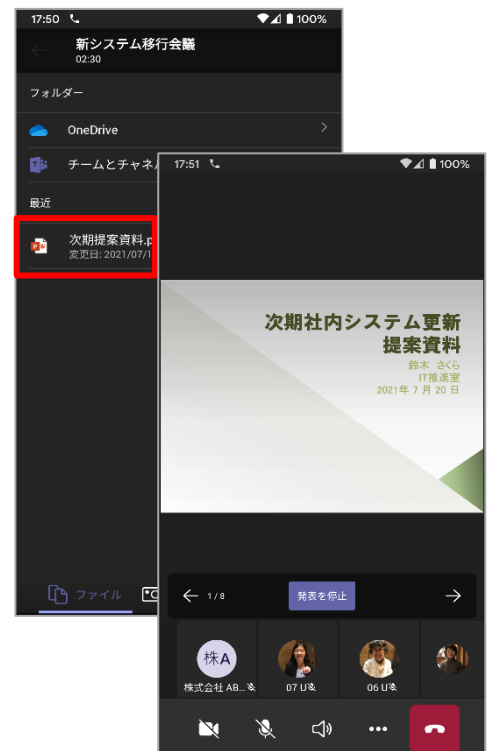 17:50
100%
新システム移行会議
02:30
フォルダー
OneDrive
チームとチャネ
最近
次期提案資料.p
変更日: 2021/07/1
ファイル
17:51
100%
次期社内システム更新
提案資料
鈴木 さくら
IT推進室
2021年 7 月 20 日
1/8
発表を停止
株A
株式会社 AB...
07 U
06 U